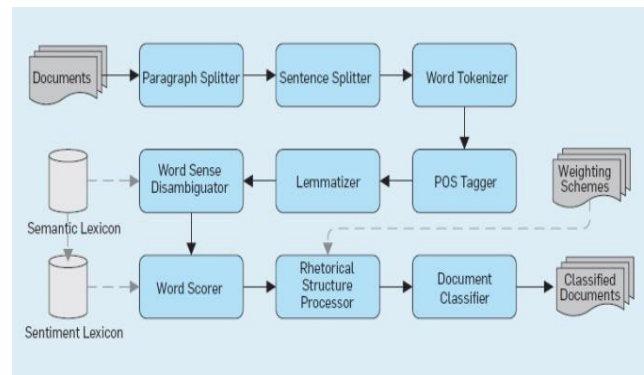 Documents
Paragraph Splitter
Sentence Splitter
Word Tokenizer
Semantic Lexicon
Word Sense
Disambiguator
Lemmatizer
POS Tagger
Weighting
Schemes
Sentiment Lexicon
Word Scorer
Rhetorical
Structure
Processor
Document
Classifier
Classified
Documents